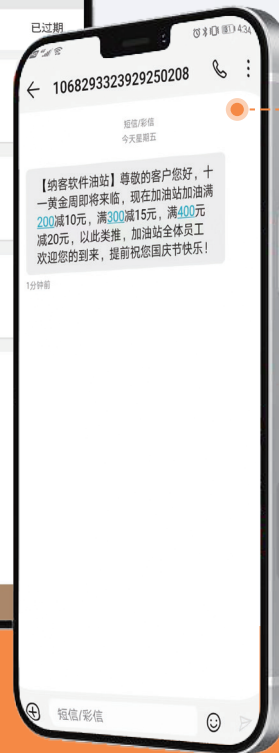 已过期
4:34
1068293323929250208
短信/彩信
今天星期五
【纳客软件油站】尊敬的客户您好，十
一黄金周即将来临，现在加油站加油满
200减10元，满300减15元，满400元
减20元，以此类推，加油站全体员工
欢迎您的到来，提前祝您国庆节快乐！
1分钟前
短信/彩信